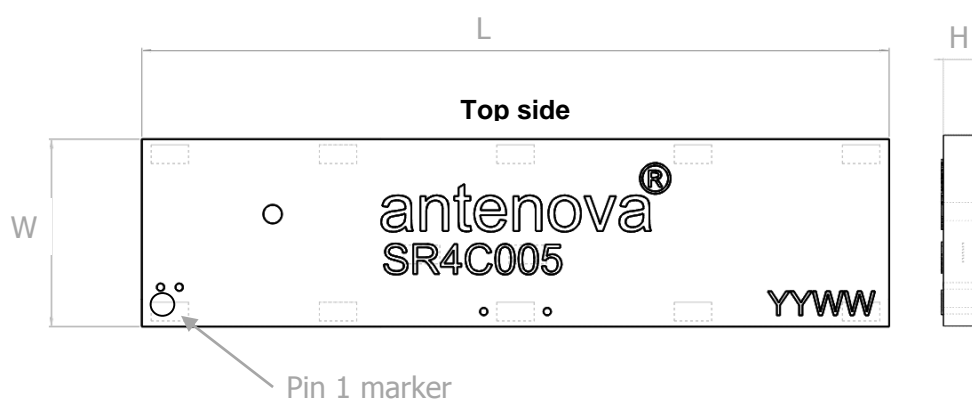 L
H
Top side
W
antenova®
SR4C005
YYWW
Pin 1 marker